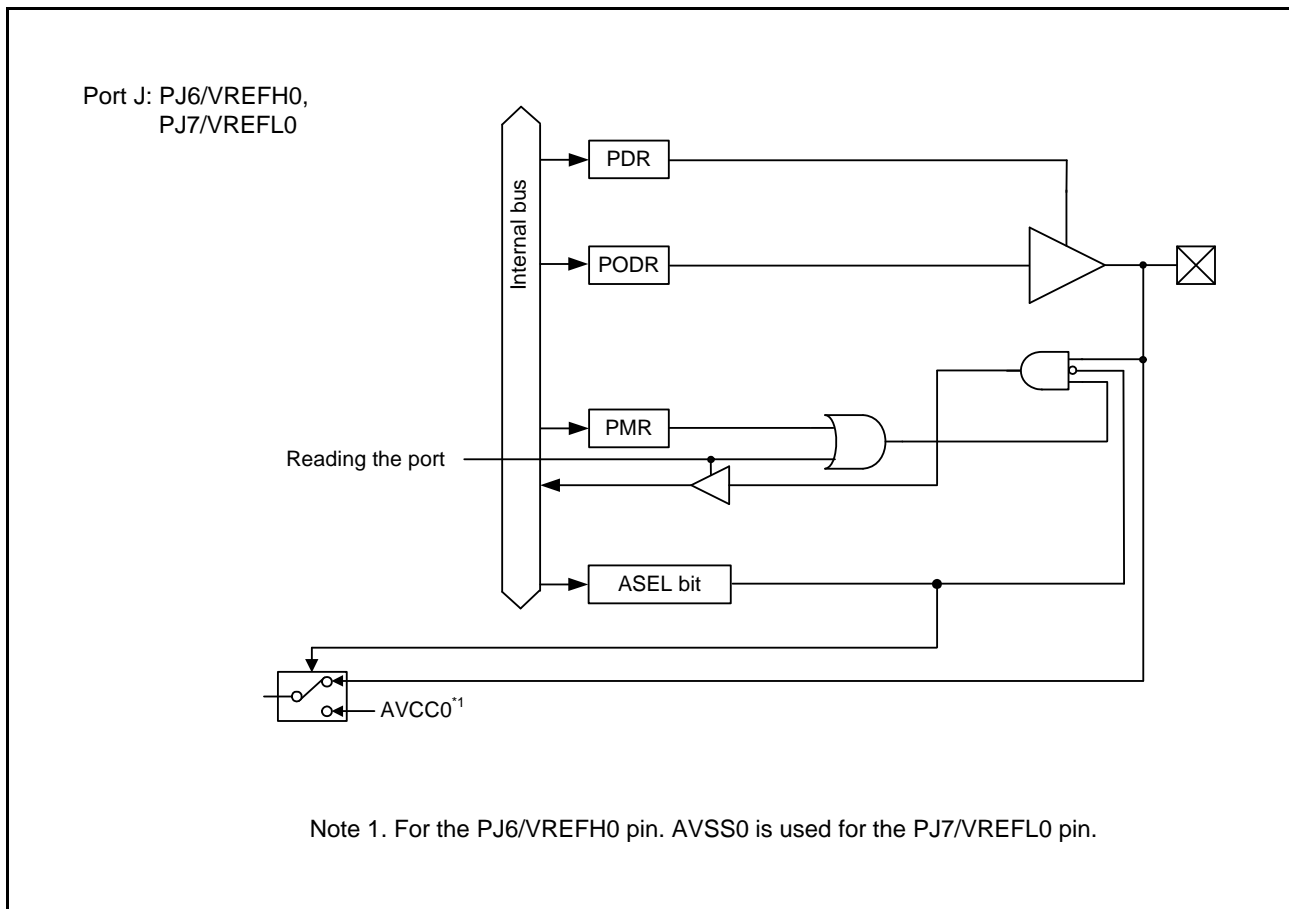 Port J: PJ6/VREFH0,
PJ7/VREFL0
Internal bus
PDR
PODR
PMR
Reading the port
ASEL bit
AVCC0*1
Note 1. For the PJ6/VREFH0 pin. AVSS0 is used for the PJ7/VREFL0 pin.